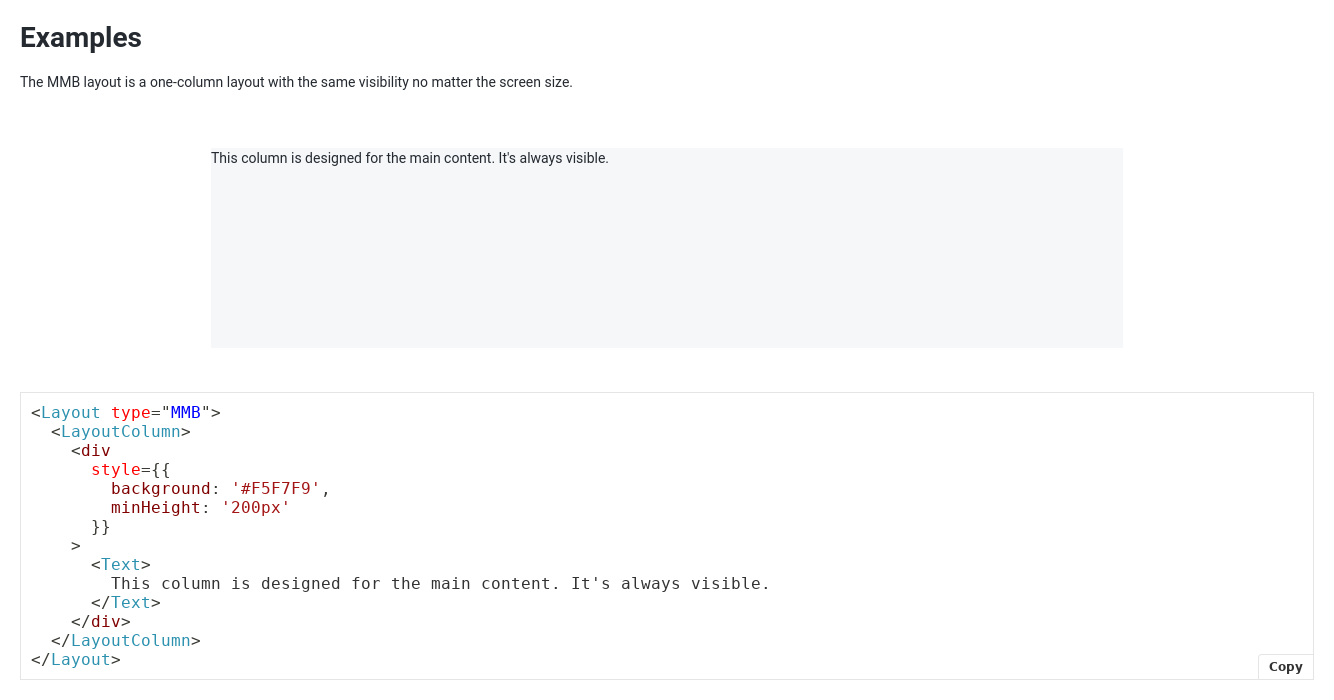 Examples
The MMB layout is a one-column layout with the same visibility no matter the screen size.
This column is designed for the main content. It's always visible.
<Layout type="MMB">
  <LayoutColumn>
    <div
      style={{
        background: '#F5F7F9',
        minHeight: '200px'
      }}
    >
      <Text>
        This column is designed for the main content. It's always visible.
      </Text>
    </div>
  </LayoutColumn>
</Layout>
Copy